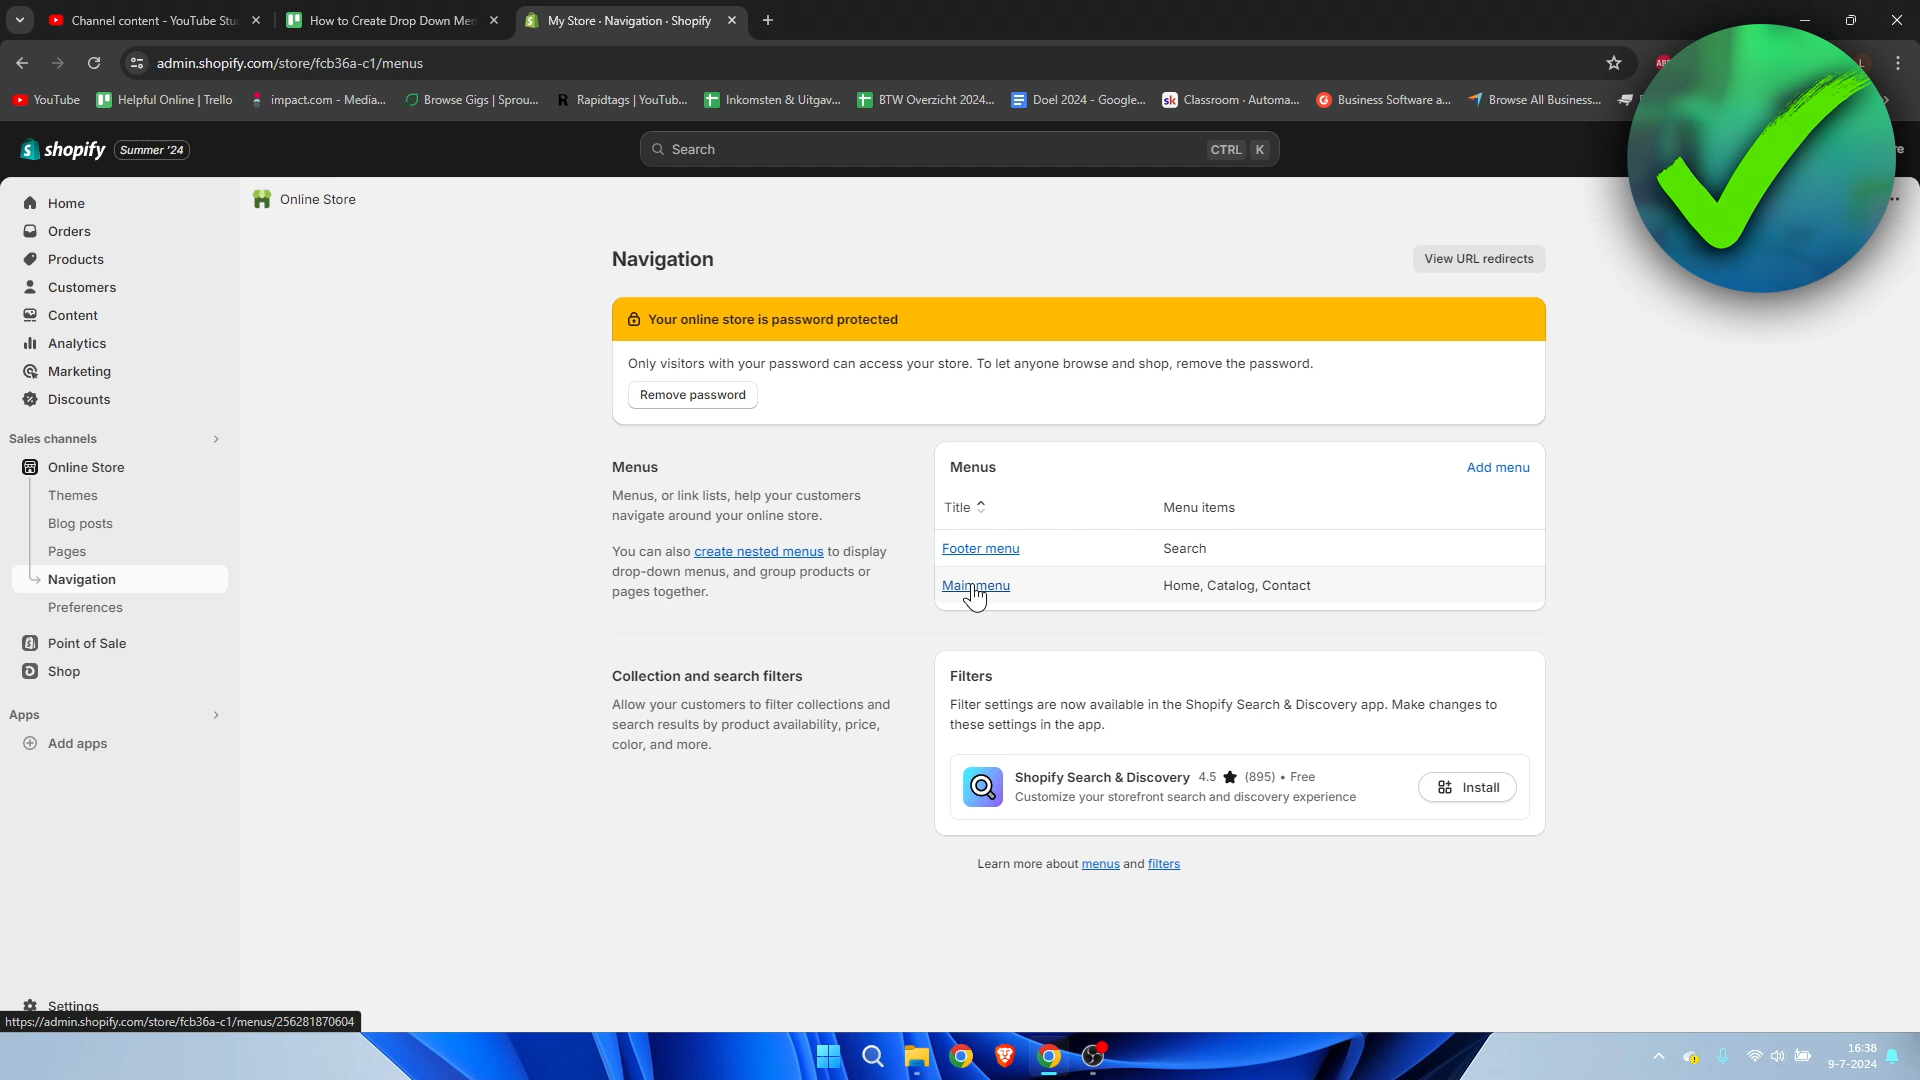 Channel content - YouTube Stu
How to Create Drop Down Men
My Store · Navigation · Shopify
admin.shopify.com/store/fcb36a-c1/menus
YouTube
Helpful Online | Trello
impact.com - Media...
Browse Gigs | Sprou...
Rapidtags | YouTub...
Inkomsten & Uitgav...
BTW Overzicht 2024...
Doel 2024 - Google...
Classroom · Automa...
Business Software a...
Browse All Business...
shopify
Summer '24
Search
CTRL K
Home
Orders
Products
Customers
Content
Analytics
Marketing
Discounts
Sales channels
Online Store
Themes
Blog posts
Pages
Navigation
Preferences
Point of Sale
Shop
Apps
Add apps
Settings
https://admin.shopify.com/store/fcb36a-c1/menus/256281870604
Online Store
Navigation
View URL redirects
Your online store is password protected
Only visitors with your password can access your store. To let anyone browse and shop, remove the password.
Remove password
Menus
Menus, or link lists, help your customers
navigate around your online store.
You can also create nested menus to display
drop-down menus, and group products or
pages together.
Menus
Add menu
Title
Menu items
Footer menu
Search
Main menu
Home, Catalog, Contact
Collection and search filters
Allow your customers to filter collections and
search results by product availability, price,
color, and more.
Filters
Filter settings are now available in the Shopify Search & Discovery app. Make changes to
these settings in the app.
Shopify Search & Discovery 4.5 ★ (895) • Free
Customize your storefront search and discovery experience
Install
Learn more about menus and filters
16:38
9-7-2024